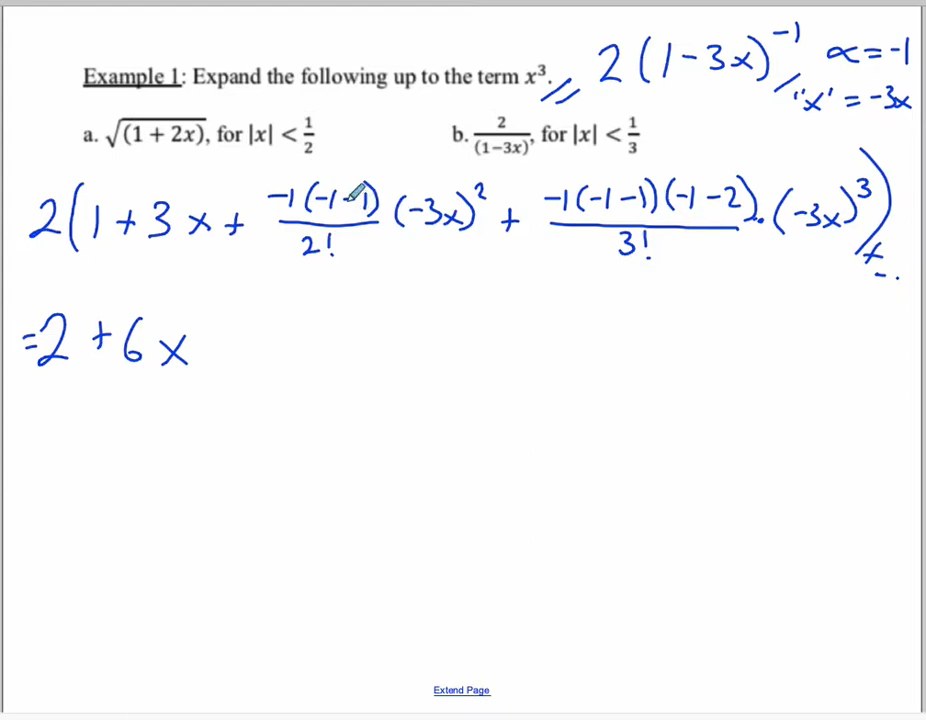 Example 1: Expand the following up to the term x³. // 2(1-3x)⁻¹ α = -1
// "x" = -3x
a. √(1 + 2x), for |x| < 1/2 b. 2/(1−3x), for |x| < 1/3
2(1 + 3x + -1(-1-1)/2! (-3x)² + -1(-1-1)(-1-2)/3! · (-3x)³) + ...
= 2 + 6x
Extend Page